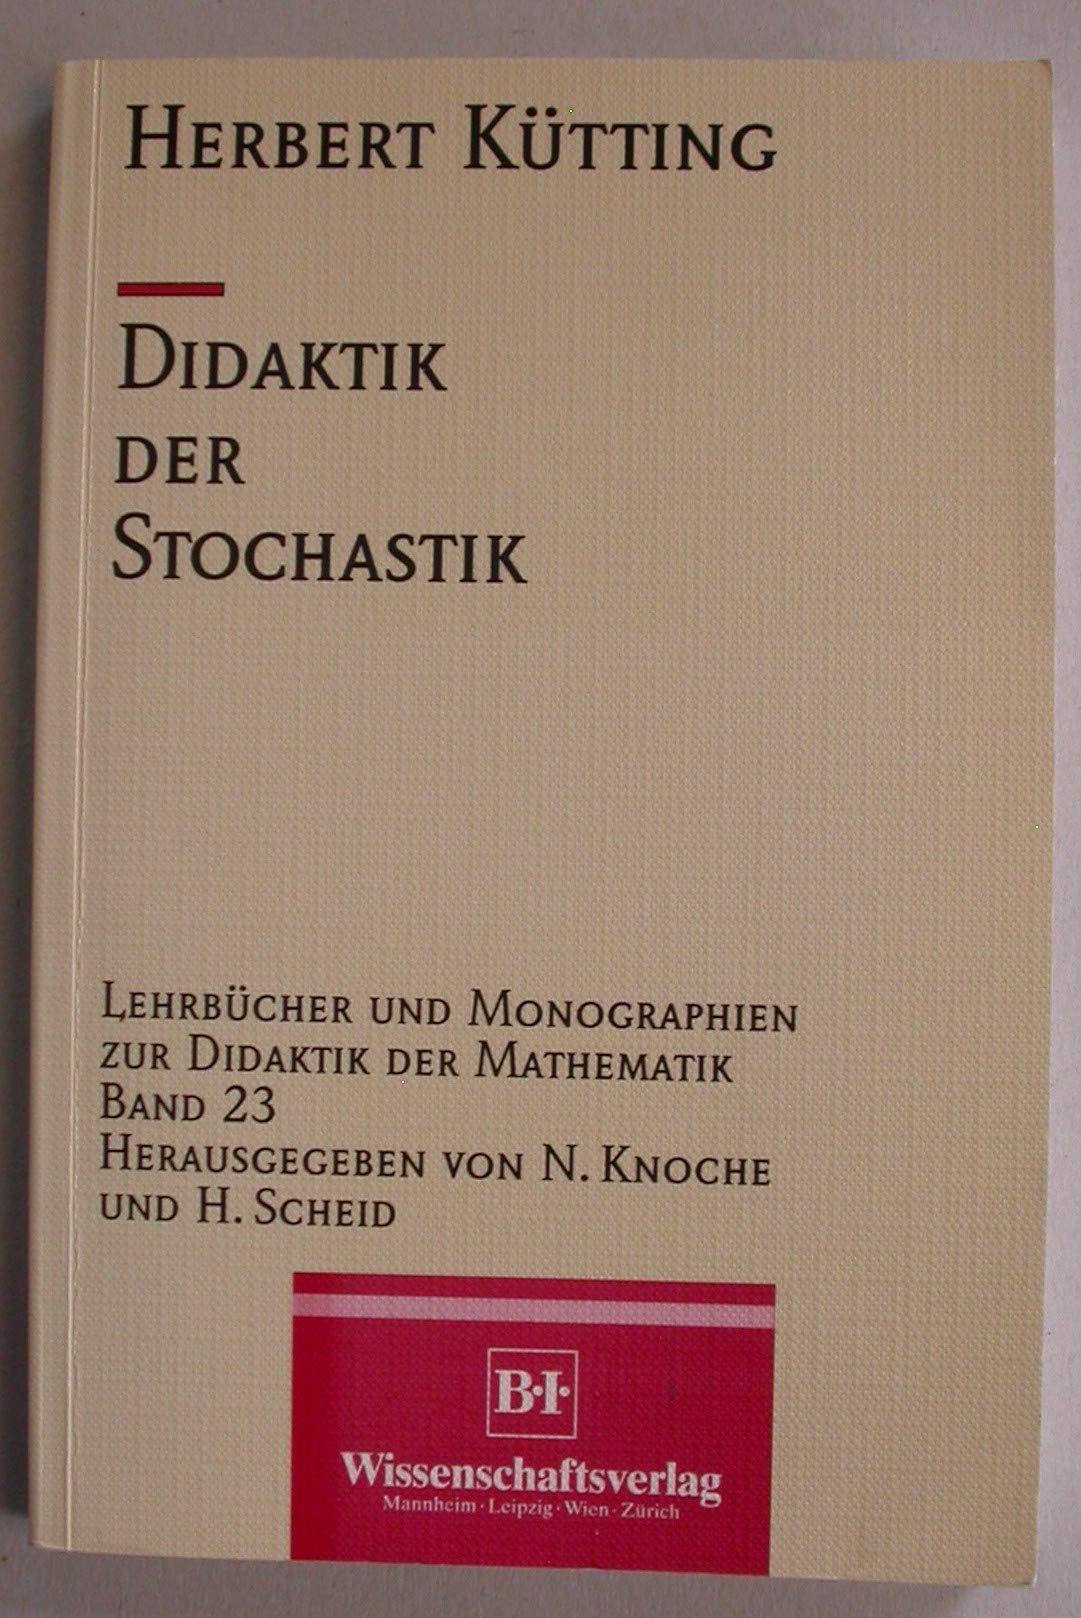 HERBERT KÜTTING
DIDAKTIK
DER
STOCHASTIK
LEHRBÜCHER UND MONOGRAPHIEN
ZUR DIDAKTIK DER MATHEMATIK
BAND 23
HERAUSGEGEBEN VON N. KNOCHE
UND H. SCHEID
B·I·
Wissenschaftsverlag
Mannheim · Leipzig · Wien · Zürich